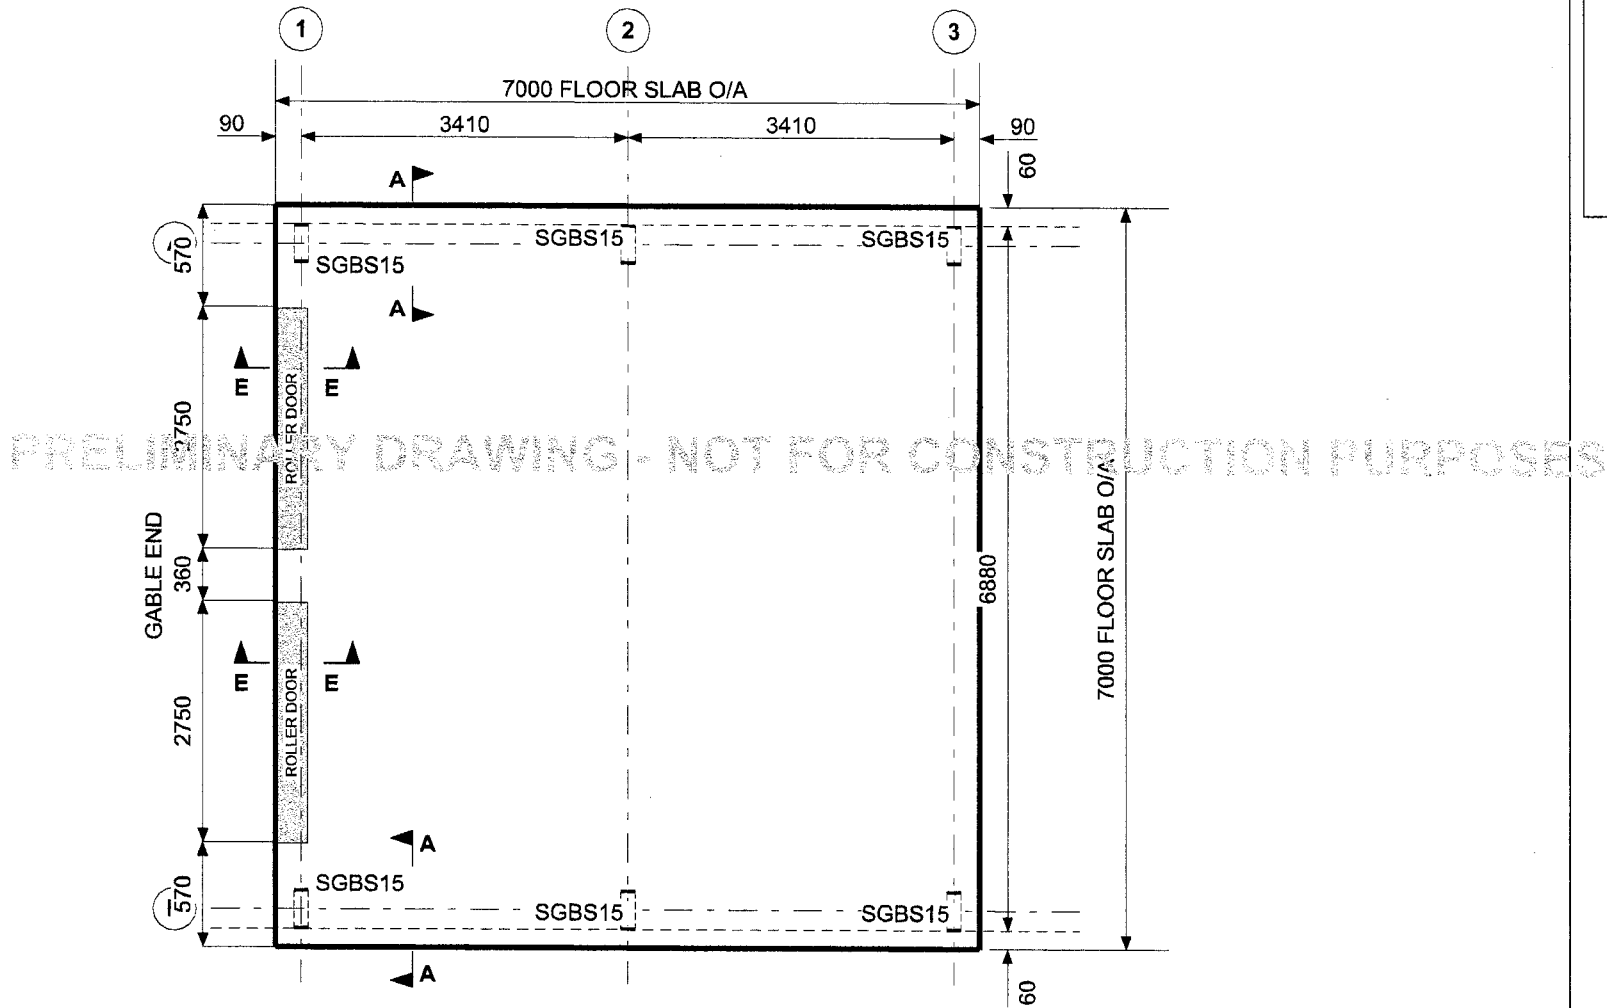 1
2
3
7000 FLOOR SLAB O/A
90
3410
3410
90
60
A
570
SGBS15
SGBS15
SGBS15
A
E
E
ROLLER DOOR
2750
PRELIMINARY DRAWING - NOT FOR CONSTRUCTION PURPOSES
GABLE END
360
6880
7000 FLOOR SLAB O/A
E
E
ROLLER DOOR
2750
A
570
SGBS15
SGBS15
SGBS15
A
60